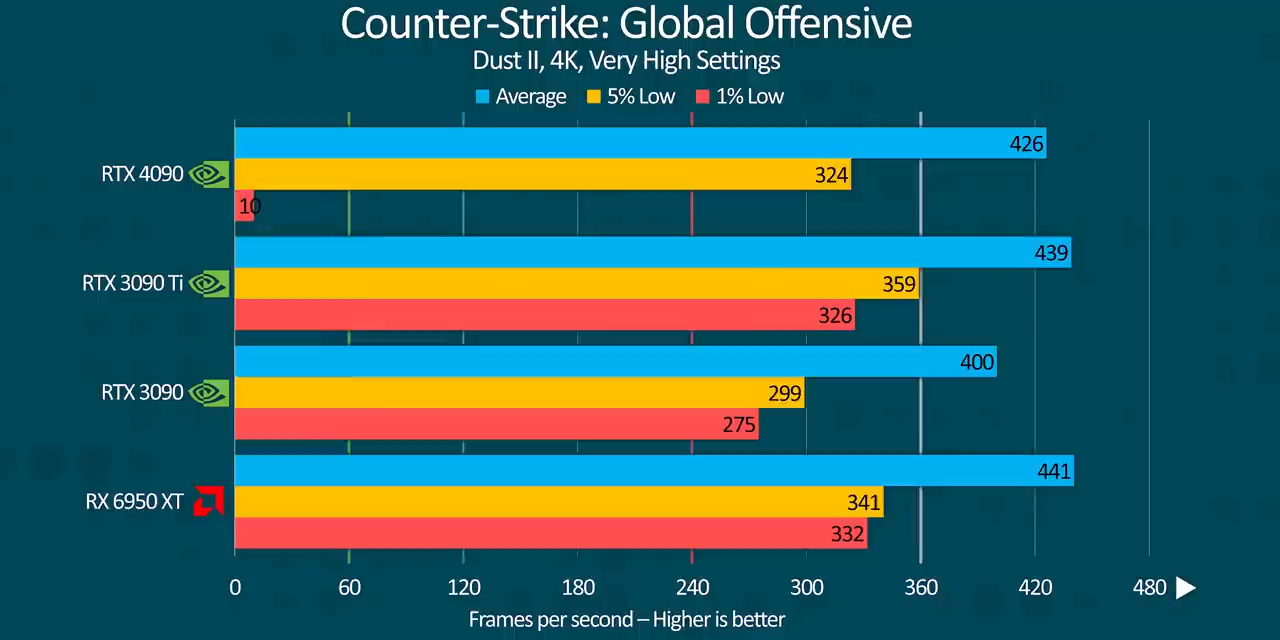 Counter-Strike: Global Offensive
Dust II, 4K, Very High Settings
Average 5% Low 1% Low
RTX 4090
426
324
10
RTX 3090 Ti
439
359
326
RTX 3090
400
299
275
RX 6950 XT
441
341
332
0 60 120 180 240 300 360 420 480
Frames per second – Higher is better